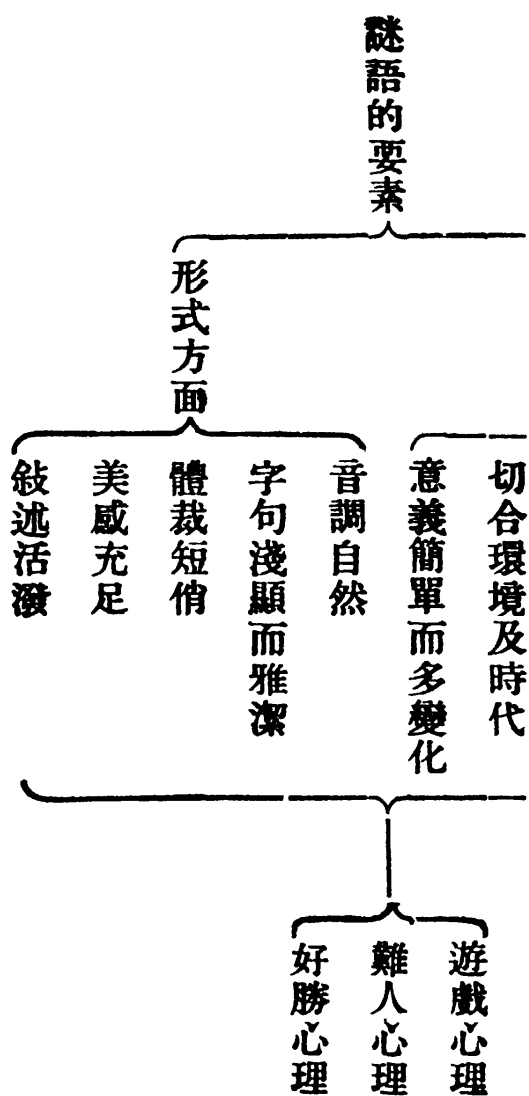 謎語的要素
切合環境及時代
意義簡單而多變化
形式方面
音調自然
字句淺顯而雅潔
體裁短俏
美感充足
敍述活潑
遊戲心理
難人心理
好勝心理